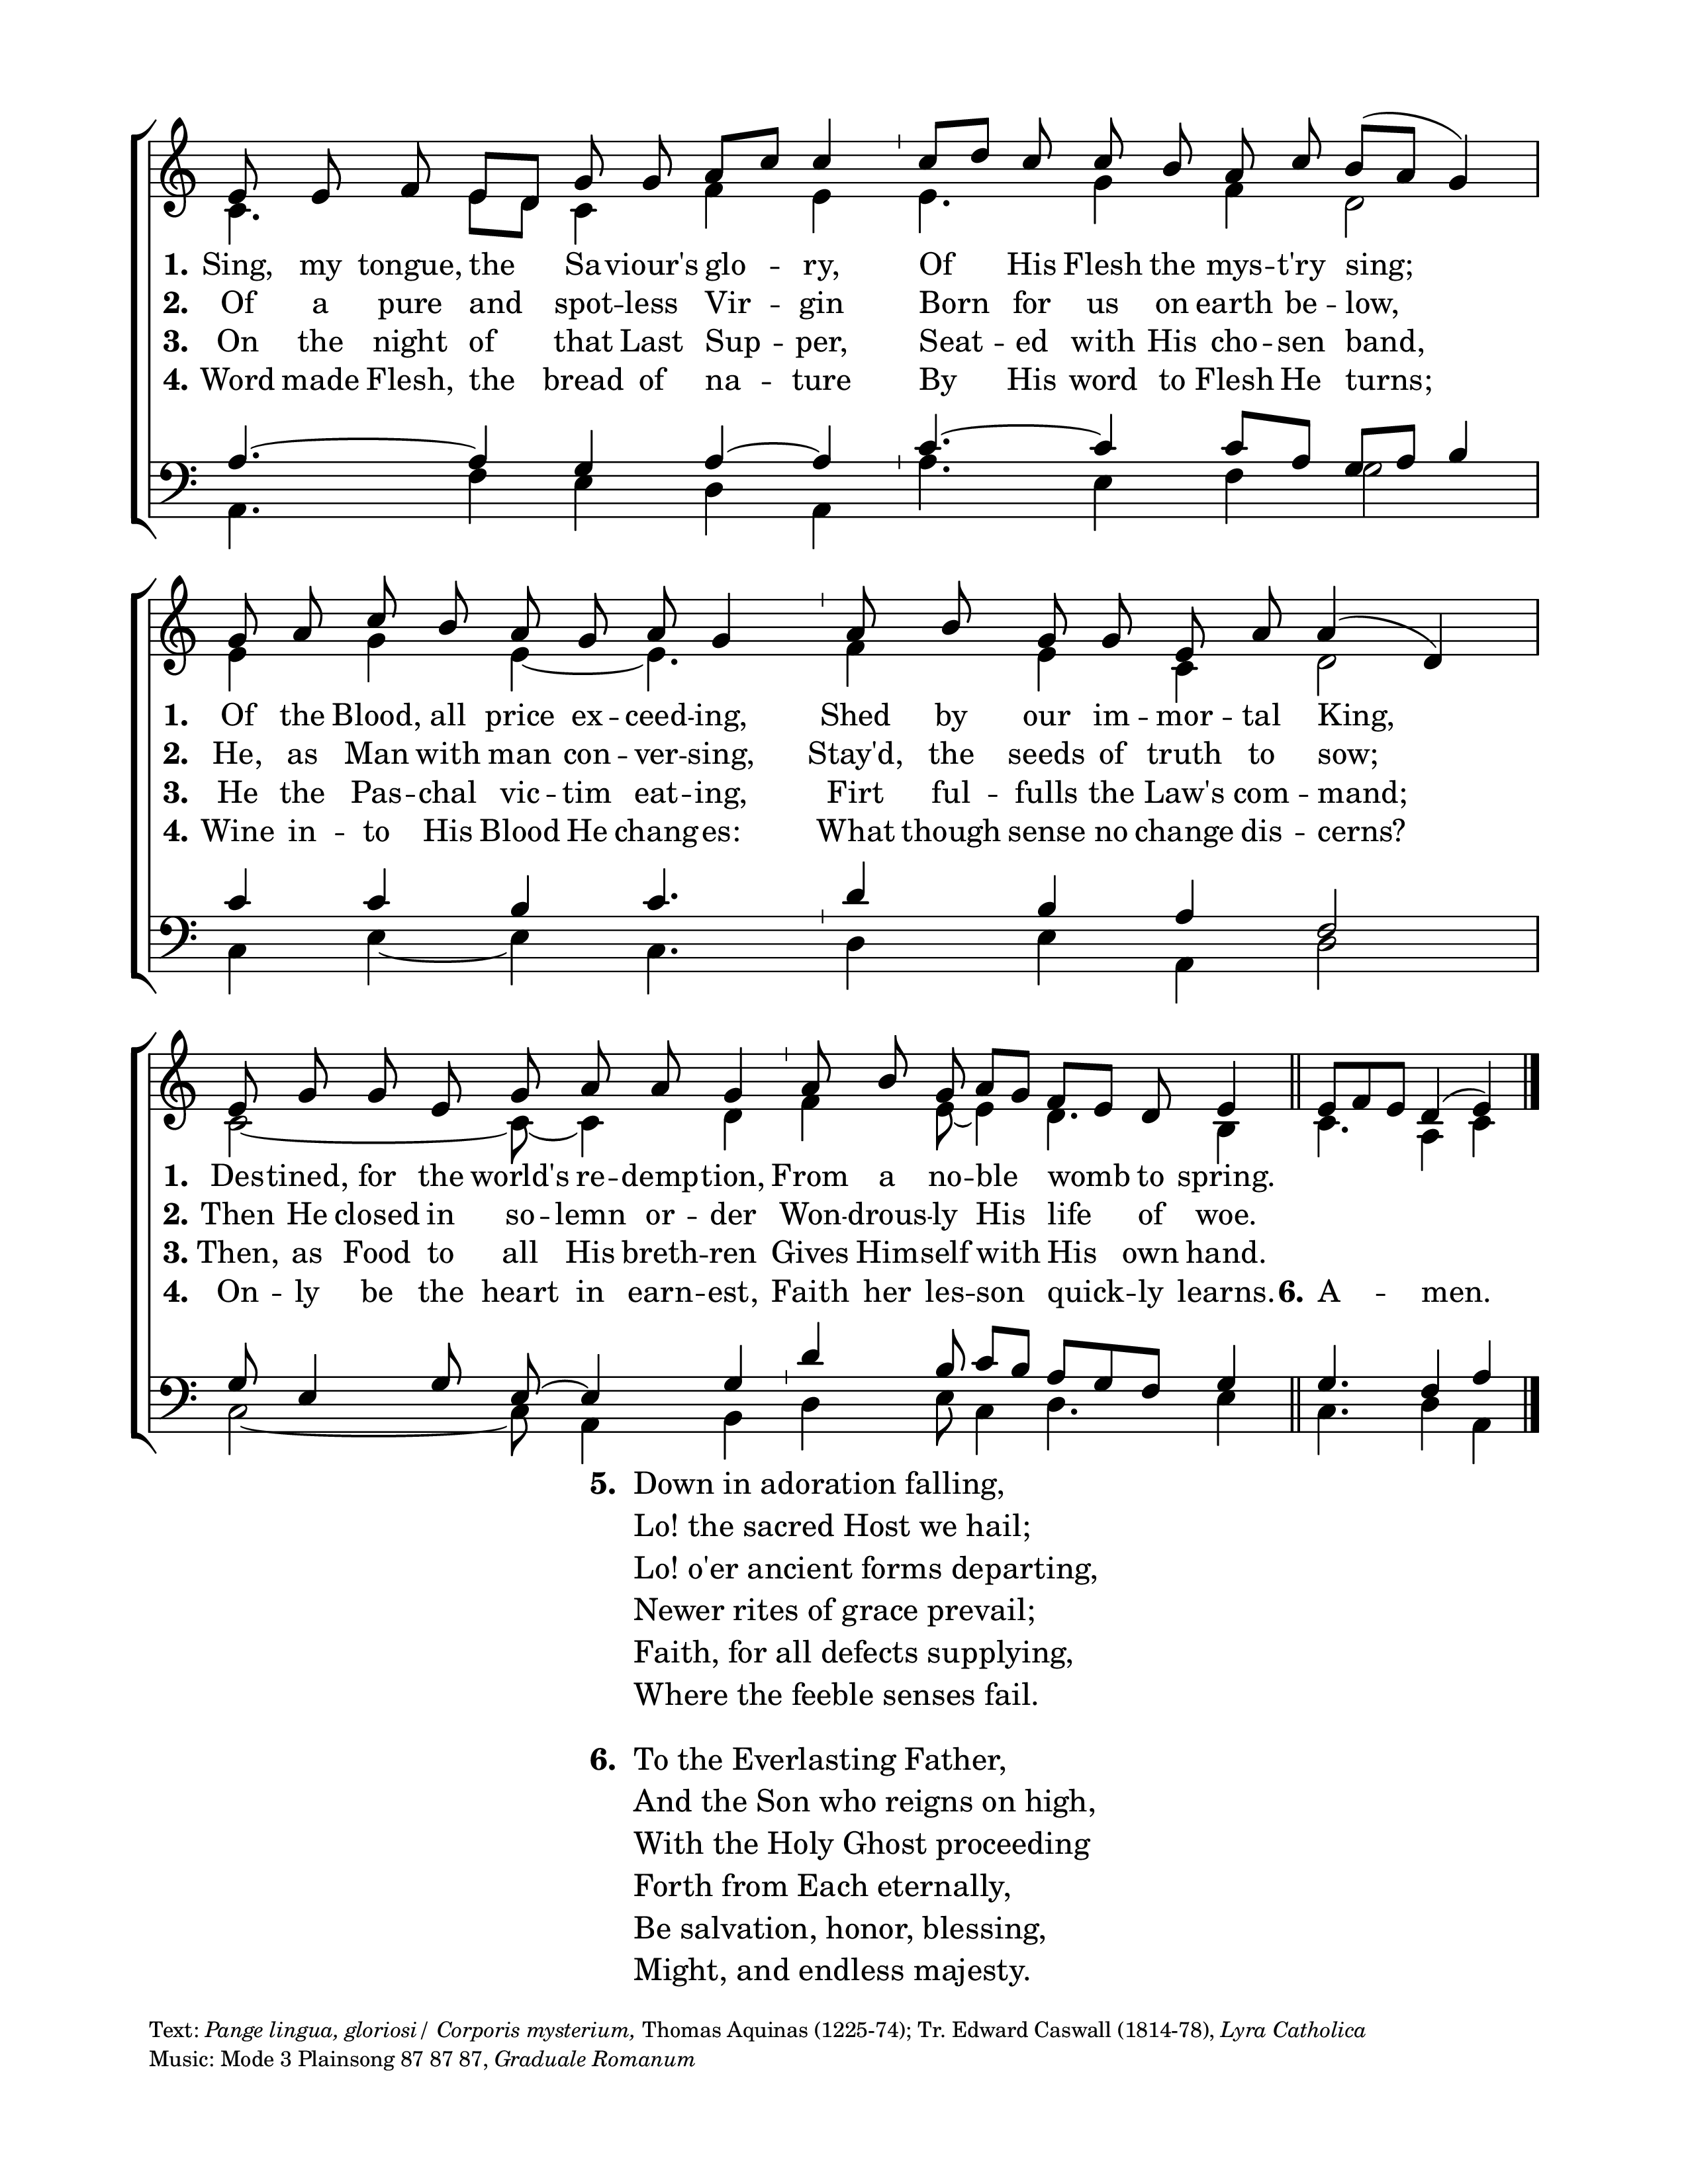 1. Sing, my tongue, the Saviour's glo -- ry, Of His Flesh the mys -- t'ry sing;
2. Of a pure and spot -- less Vir -- gin Born for us on earth be -- low,
3. On the night of that Last Sup -- per, Seat -- ed with His cho -- sen band,
4. Word made Flesh, the bread of na -- ture By His word to Flesh He turns;
1. Of the Blood, all price ex -- ceed -- ing, Shed by our im -- mor -- tal King,
2. He, as Man with man con -- ver -- sing, Stay'd, the seeds of truth to sow;
3. He the Pas -- chal vic -- tim eat -- ing, Firt ful -- fulls the Law's com -- mand;
4. Wine in -- to His Blood He changes: What though sense no change dis -- cerns?
1. Destined, for the world's re -- demption, From a no -- ble womb to spring.
2. Then He closed in so -- lemn or -- der Won -- drous -- ly His life of woe.
3. Then, as Food to all His breth -- ren Gives Himself with His own hand.
4. On -- ly be the heart in earn -- est, Faith her les -- son quick -- ly learns. 6. A -- men.
5. Down in adoration falling,
Lo! the sacred Host we hail;
Lo! o'er ancient forms departing,
Newer rites of grace prevail;
Faith, for all defects supplying,
Where the feeble senses fail.
6. To the Everlasting Father,
And the Son who reigns on high,
With the Holy Ghost proceeding
Forth from Each eternally,
Be salvation, honor, blessing,
Might, and endless majesty.
Text: Pange lingua, gloriosi/ Corporis mysterium, Thomas Aquinas (1225-74); Tr. Edward Caswall (1814-78), Lyra Catholica
Music: Mode 3 Plainsong 87 87 87, Graduale Romanum